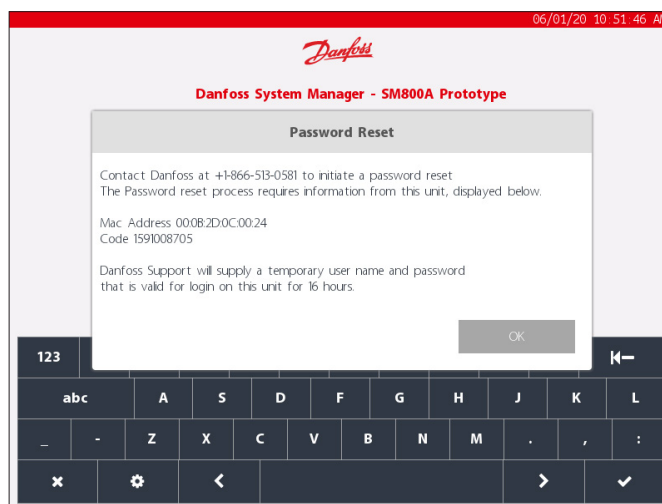 06/01/20 10:51:46 AM
Danfoss
Danfoss System Manager - SM800A Prototype
Password Reset
Contact Danfoss at +1-866-513-0581 to initiate a password reset
The Password reset process requires information from this unit, displayed below.
Mac Address 00:0B:2D:0C:00:24
Code 1591008705
Danfoss Support will supply a temporary user name and password
that is valid for login on this unit for 16 hours.
OK
123
abc A S D F G H J K L
_ - Z X C V B N M . , :